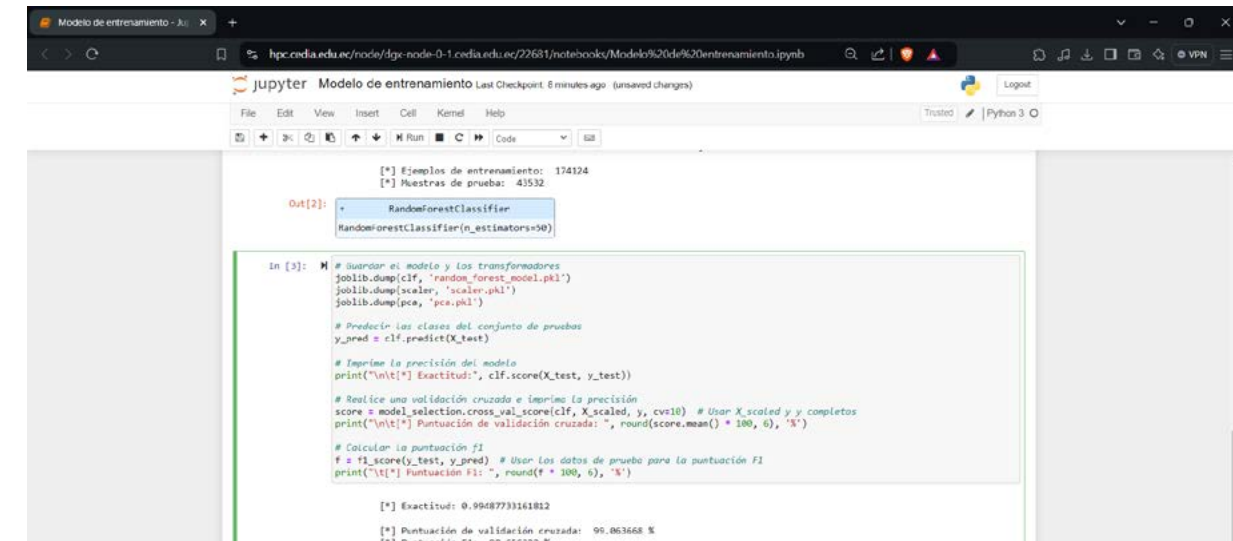 Modelo de entrenamiento - Ju
hpc.cedia.edu.ec/node/dgx-node-0-1.cedia.edu.ec/22681/notebooks/Modelo%20de%20entrenamiento.ipynb
VPN
jupyter Modelo de entrenamiento Last Checkpoint: 6 minutes ago (unsaved changes)
Logout
File Edit View Insert Cell Kernel Help
Trusted Python 3
Run Code
[*] Ejemplos de entrenamiento: 174124
[*] Muestras de prueba: 43532
Out[2]:
RandomForestClassifier
RandomForestClassifier(n_estimators=50)
In [3]:
# Guardar el modelo y los transformadores
joblib.dump(clf, 'random_forest_model.pkl')
joblib.dump(scaler, 'scaler.pkl')
joblib.dump(pca, 'pca.pkl')
# Predecir las clases del conjunto de pruebas
y_pred = clf.predict(X_test)
# Imprime la precisión del modelo
print("\n\t[*] Exactitud:", clf.score(X_test, y_test))
# Realice una validación cruzada e imprima la precisión
score = model_selection.cross_val_score(clf, X_scaled, y, cv=10) # Usar X_scaled y y completos
print("\n\t[*] Puntuación de validación cruzada: ", round(score.mean() * 100, 6), '%')
# Calcular la puntuación f1
f = f1_score(y_test, y_pred) # Usar los datos de prueba para la puntuación F1
print("\t[*] Puntuación F1: ", round(f * 100, 6), '%')
[*] Exactitud: 0.99487733161812
[*] Puntuación de validación cruzada: 99.063668 %